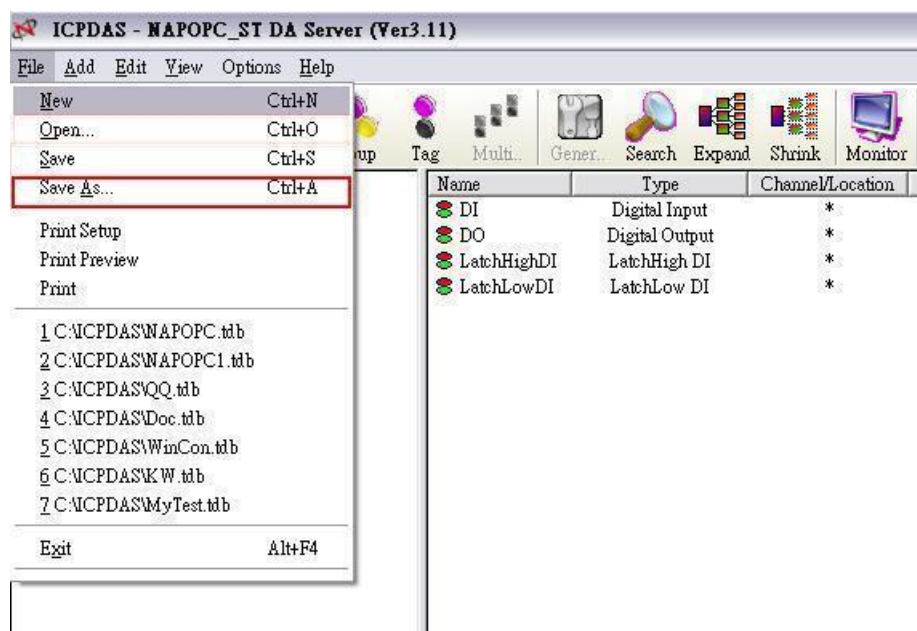 ICPDAS - NAPOPC_ST DA Server (Ver3.11)
File Add Edit View Options Help
New Ctrl+N
Open... Ctrl+O
Save Ctrl+S
Save As... Ctrl+A
Print Setup
Print Preview
Print
1 C:\ICPDAS\NAPOPC.tdb
2 C:\ICPDAS\NAPOPC1.tdb
3 C:\ICPDAS\QQ.tdb
4 C:\ICPDAS\Doc.tdb
5 C:\ICPDAS\WinCon.tdb
6 C:\ICPDAS\KW.tdb
7 C:\ICPDAS\MyTest.tdb
Exit Alt+F4
up Tag Multi.. Gener.. Search Expand Shrink Monitor
Name Type Channel/Location
DI Digital Input *
DO Digital Output *
LatchHighDI LatchHigh DI *
LatchLowDI LatchLow DI *